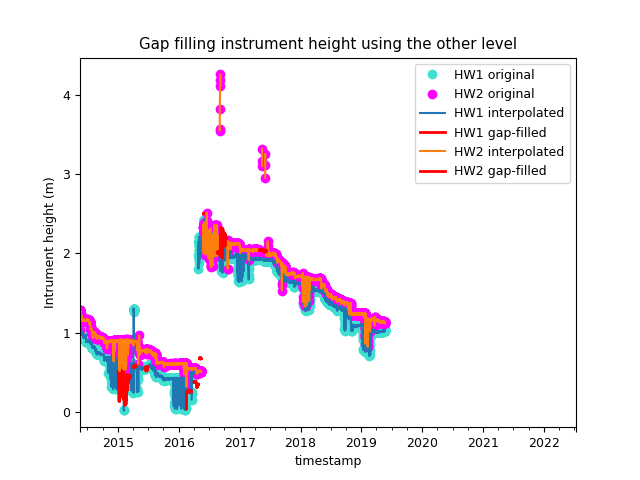 Gap filling instrument height using the other level
HW1 original
HW2 original
HW1 interpolated
HW1 gap-filled
HW2 interpolated
HW2 gap-filled
Intrument height (m)
4
3
2
1
0
2015 2016 2017 2018 2019 2020 2021 2022
timestamp